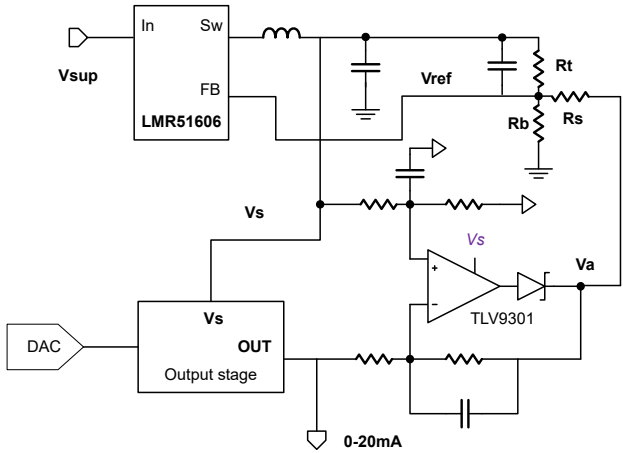 In
Sw
Vsup
FB
LMR51606
Vref
Rt
Rb
Rs
Vs
Vs
Va
TLV9301
Vs
OUT
DAC
Output stage
0-20mA
+
−